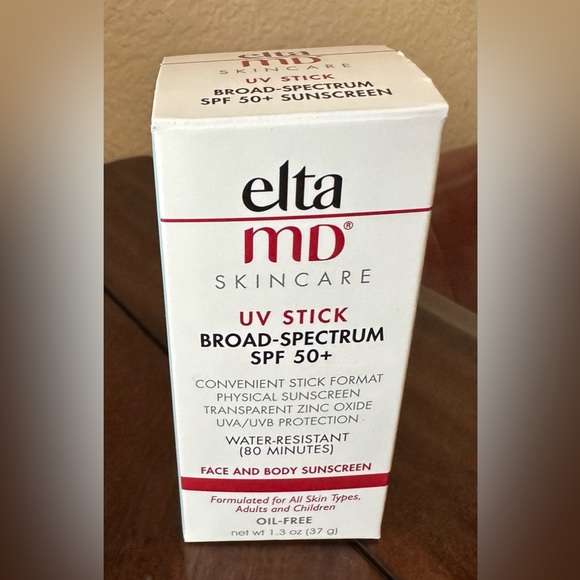 elta
MD
SKINCARE
UV STICK
BROAD-SPECTRUM
SPF 50+ SUNSCREEN
elta
MD®
SKINCARE
UV STICK
BROAD-SPECTRUM
SPF 50+
CONVENIENT STICK FORMAT
PHYSICAL SUNSCREEN
TRANSPARENT ZINC OXIDE
UVA/UVB PROTECTION
WATER-RESISTANT
(80 MINUTES)
FACE AND BODY SUNSCREEN
Formulated for All Skin Types,
Adults and Children
OIL-FREE
net wt 1.3 oz (37 g)